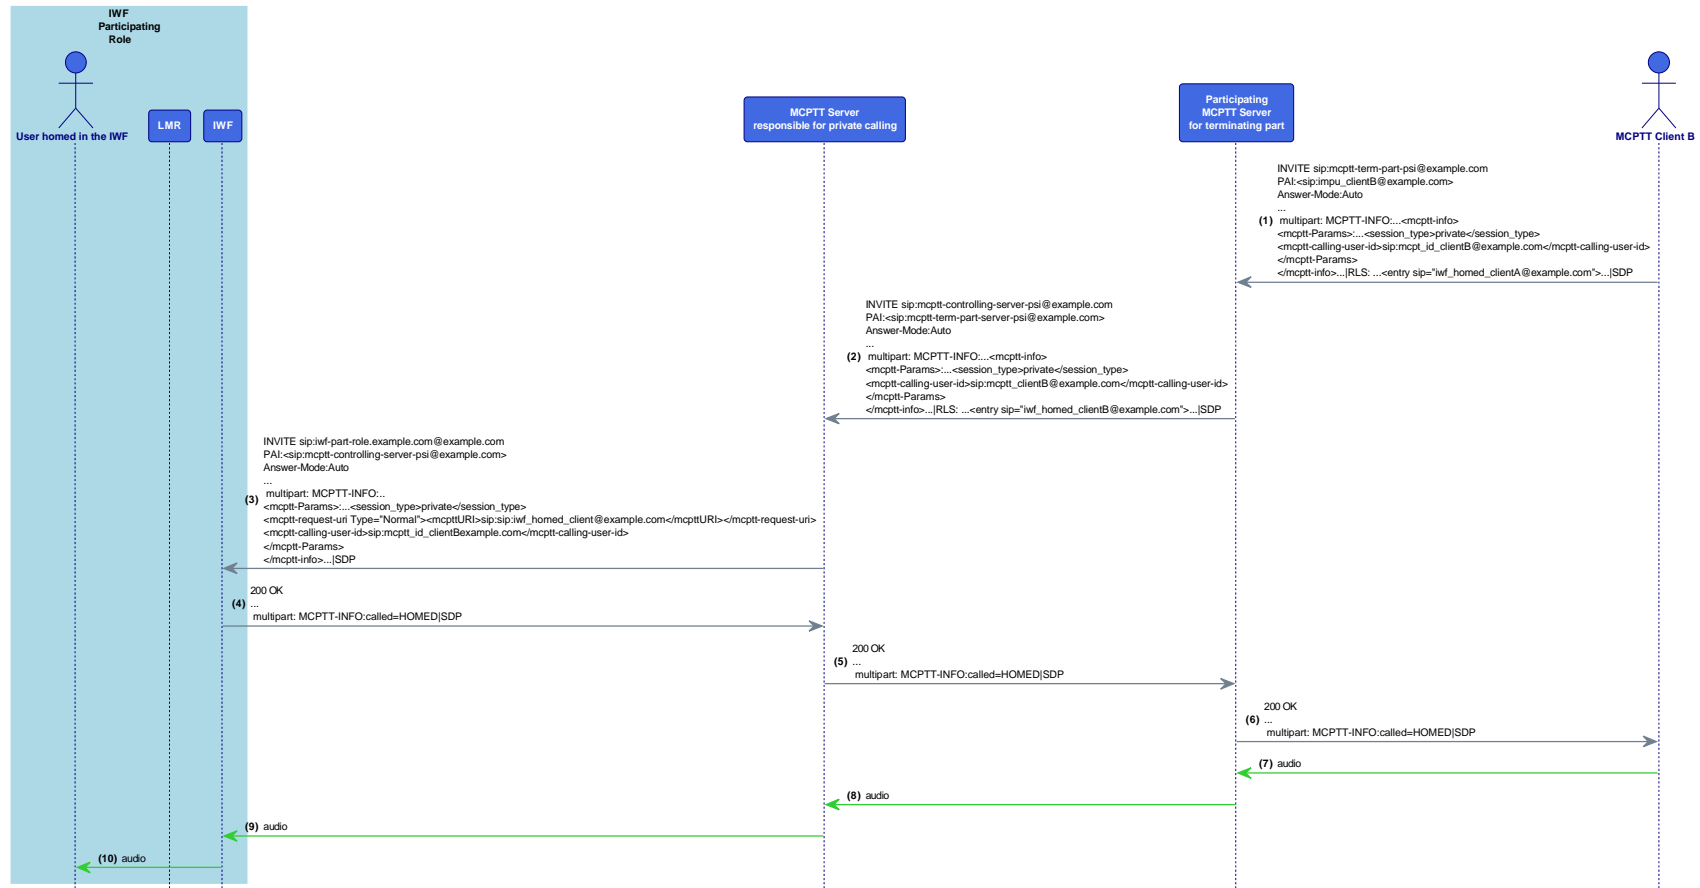 IWF
Participating
Role
User homed in the IWF
LMR
IWF
MCPTT Server
responsible for private calling
Participating
MCPTT Server
for terminating part
MCPTT Client B
INVITE sip:mcptt-term-part-psi@example.com
PAI:<sip:impu_clientB@example.com>
Answer-Mode:Auto
...
(1) multipart: MCPTT-INFO:...<mcptt-info>
<mcptt-Params>:...<session_type>private</session_type>
<mcptt-calling-user-id>sip:mcpt_id_clientB@example.com</mcptt-calling-user-id>
</mcptt-Params>
</mcptt-info>...|RLS: ...<entry sip="iwf_homed_clientA@example.com">...|SDP
INVITE sip:mcptt-controlling-server-psi@example.com
PAI:<sip:mcptt-term-part-server-psi@example.com>
Answer-Mode:Auto
...
(2) multipart: MCPTT-INFO:...<mcptt-info>
<mcptt-Params>:...<session_type>private</session_type>
<mcptt-calling-user-id>sip:mcptt_clientB@example.com</mcptt-calling-user-id>
</mcptt-Params>
</mcptt-info>...|RLS: ...<entry sip="iwf_homed_clientB@example.com">...|SDP
INVITE sip:iwf-part-role.example.com@example.com
PAI:<sip:mcptt-controlling-server-psi@example.com>
Answer-Mode:Auto
...
multipart: MCPTT-INFO:..
(3)
<mcptt-Params>:...<session_type>private</session_type>
<mcptt-request-uri Type="Normal"><mcpttURI>sip:sip:iwf_homed_client@example.com</mcpttURI></mcptt-request-uri>
<mcptt-calling-user-id>sip:mcptt_id_clientBexample.com</mcptt-calling-user-id>
</mcptt-Params>
</mcptt-info>...|SDP
200 OK
(4) ...
multipart: MCPTT-INFO:called=HOMED|SDP
200 OK
(5) ...
multipart: MCPTT-INFO:called=HOMED|SDP
200 OK
(6) ...
multipart: MCPTT-INFO:called=HOMED|SDP
(7) audio
(8) audio
(9) audio
(10) audio